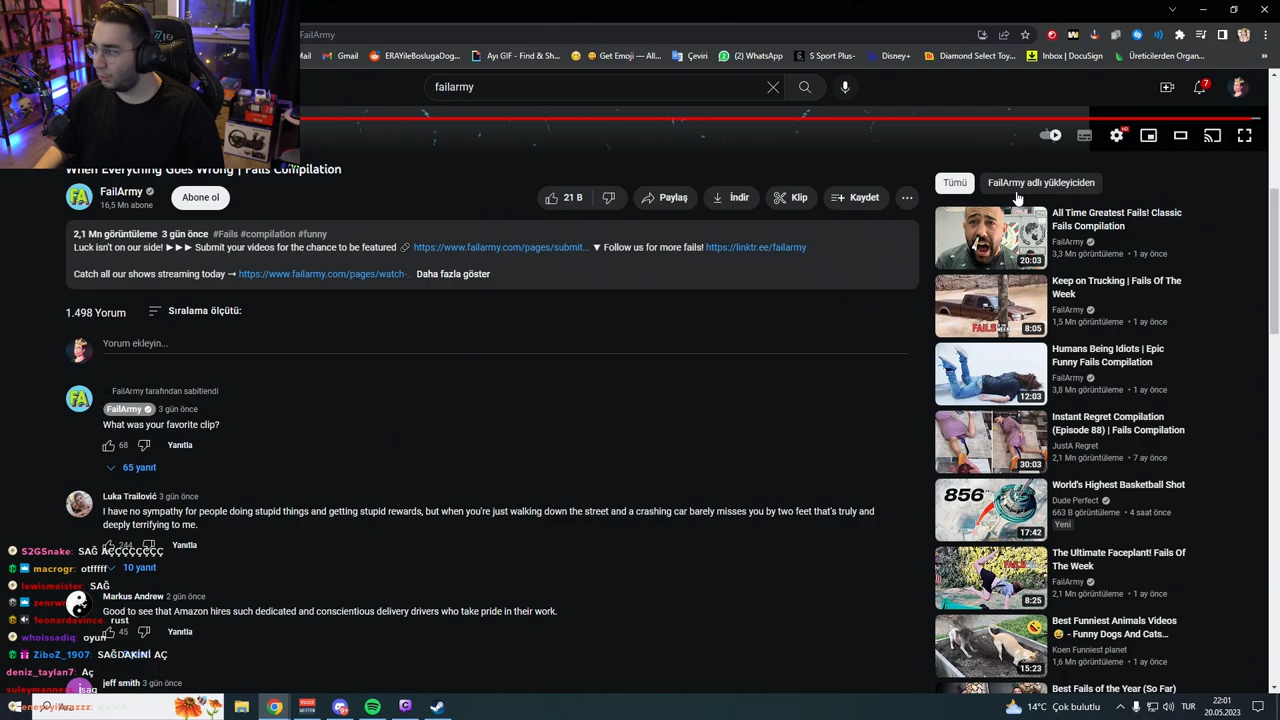 FailArmy
Gmail
ERAYileBoslugaDog...
Ayı GIF - Find & Sh...
Get Emoji — All Em...
Çeviri
(2) WhatsApp
S Sport Plus -
Disney+
Diamond Select Toy...
Inbox | DocuSign
Üreticilerden Organ...
failarmy
7
HD
When Everything Goes Wrong | Fails Compilation
FailArmy
16,5 Mn abone
Abone ol
21 B
Paylaş
İndir
Klip
Kaydet
2,1 Mn görüntüleme 3 gün önce #Fails #compilation #funny
Luck isn't on our side! ►►► Submit your videos for the chance to be featured 🔗 https://www.failarmy.com/pages/submit... ▼ Follow us for more fails! https://linktr.ee/failarmy
Catch all our shows streaming today → https://www.failarmy.com/pages/watch-... Daha fazla göster
1.498 Yorum
Sıralama ölçütü:
Yorum ekleyin...
FailArmy tarafından sabitlendi
FailArmy 3 gün önce
What was your favorite clip?
68
Yanıtla
65 yanıt
Luka Trailović 3 gün önce
I have no sympathy for people doing stupid things and getting stupid rewards, but when you're just walking down the street and a crashing car barely misses you by two feet that's truly and
deeply terrifying to me.
244
Yanıtla
10 yanıt
Markus Andrew 2 gün önce
Good to see that Amazon hires such dedicated and conscientious delivery drivers who take pride in their work.
45
Yanıtla
jeff smith 3 gün önce
S2GSnake: SAĞ AÇÇÇÇÇÇÇ
macrogr: otfffff
lewismeister: SAĞ
rust
whoissadiq: oyun
ZiboZ_1907: SAĞDAKİNİ AÇ
deniz_taylan7: Aç
Tümü
FailArmy adlı yükleyiciden
All Time Greatest Fails! Classic
Fails Compilation
FailArmy
3,3 Mn görüntüleme • 1 ay önce
20:03
Keep on Trucking | Fails Of The
Week
FailArmy
1,5 Mn görüntüleme • 1 ay önce
8:05
Humans Being Idiots | Epic
Funny Fails Compilation
FailArmy
3,8 Mn görüntüleme • 1 ay önce
12:03
Instant Regret Compilation
(Episode 88) | Fails Compilation
JustA Regret
2,1 Mn görüntüleme • 7 ay önce
30:03
World's Highest Basketball Shot
Dude Perfect
663 B görüntüleme • 4 saat önce
Yeni
856
17:42
The Ultimate Faceplant! Fails Of
The Week
FailArmy
2,1 Mn görüntüleme • 1 ay önce
8:25
Best Funniest Animals Videos
😄 - Funny Dogs And Cats...
Koen Funniest planet
1,6 Mn görüntüleme • 1 ay önce
15:23
Best Fails of the Year (So Far)
14°C Çok bulutlu
TUR
22:01
20.05.2023